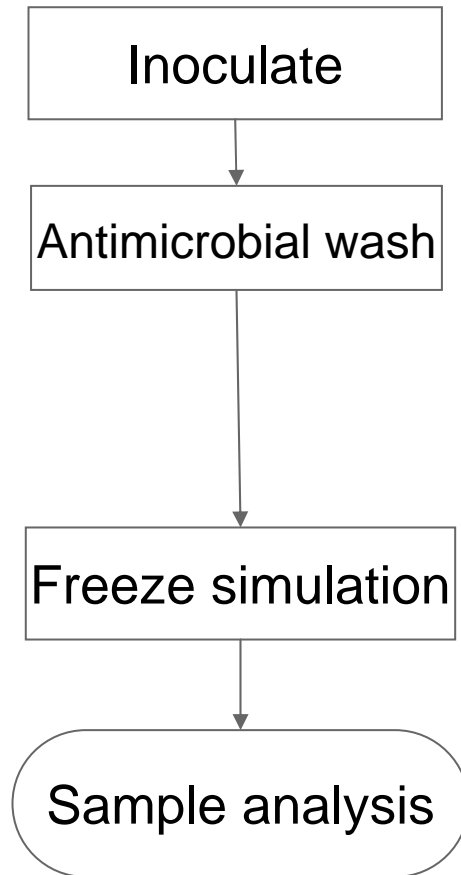 Inoculate
Antimicrobial wash
Freeze simulation
Sample analysis